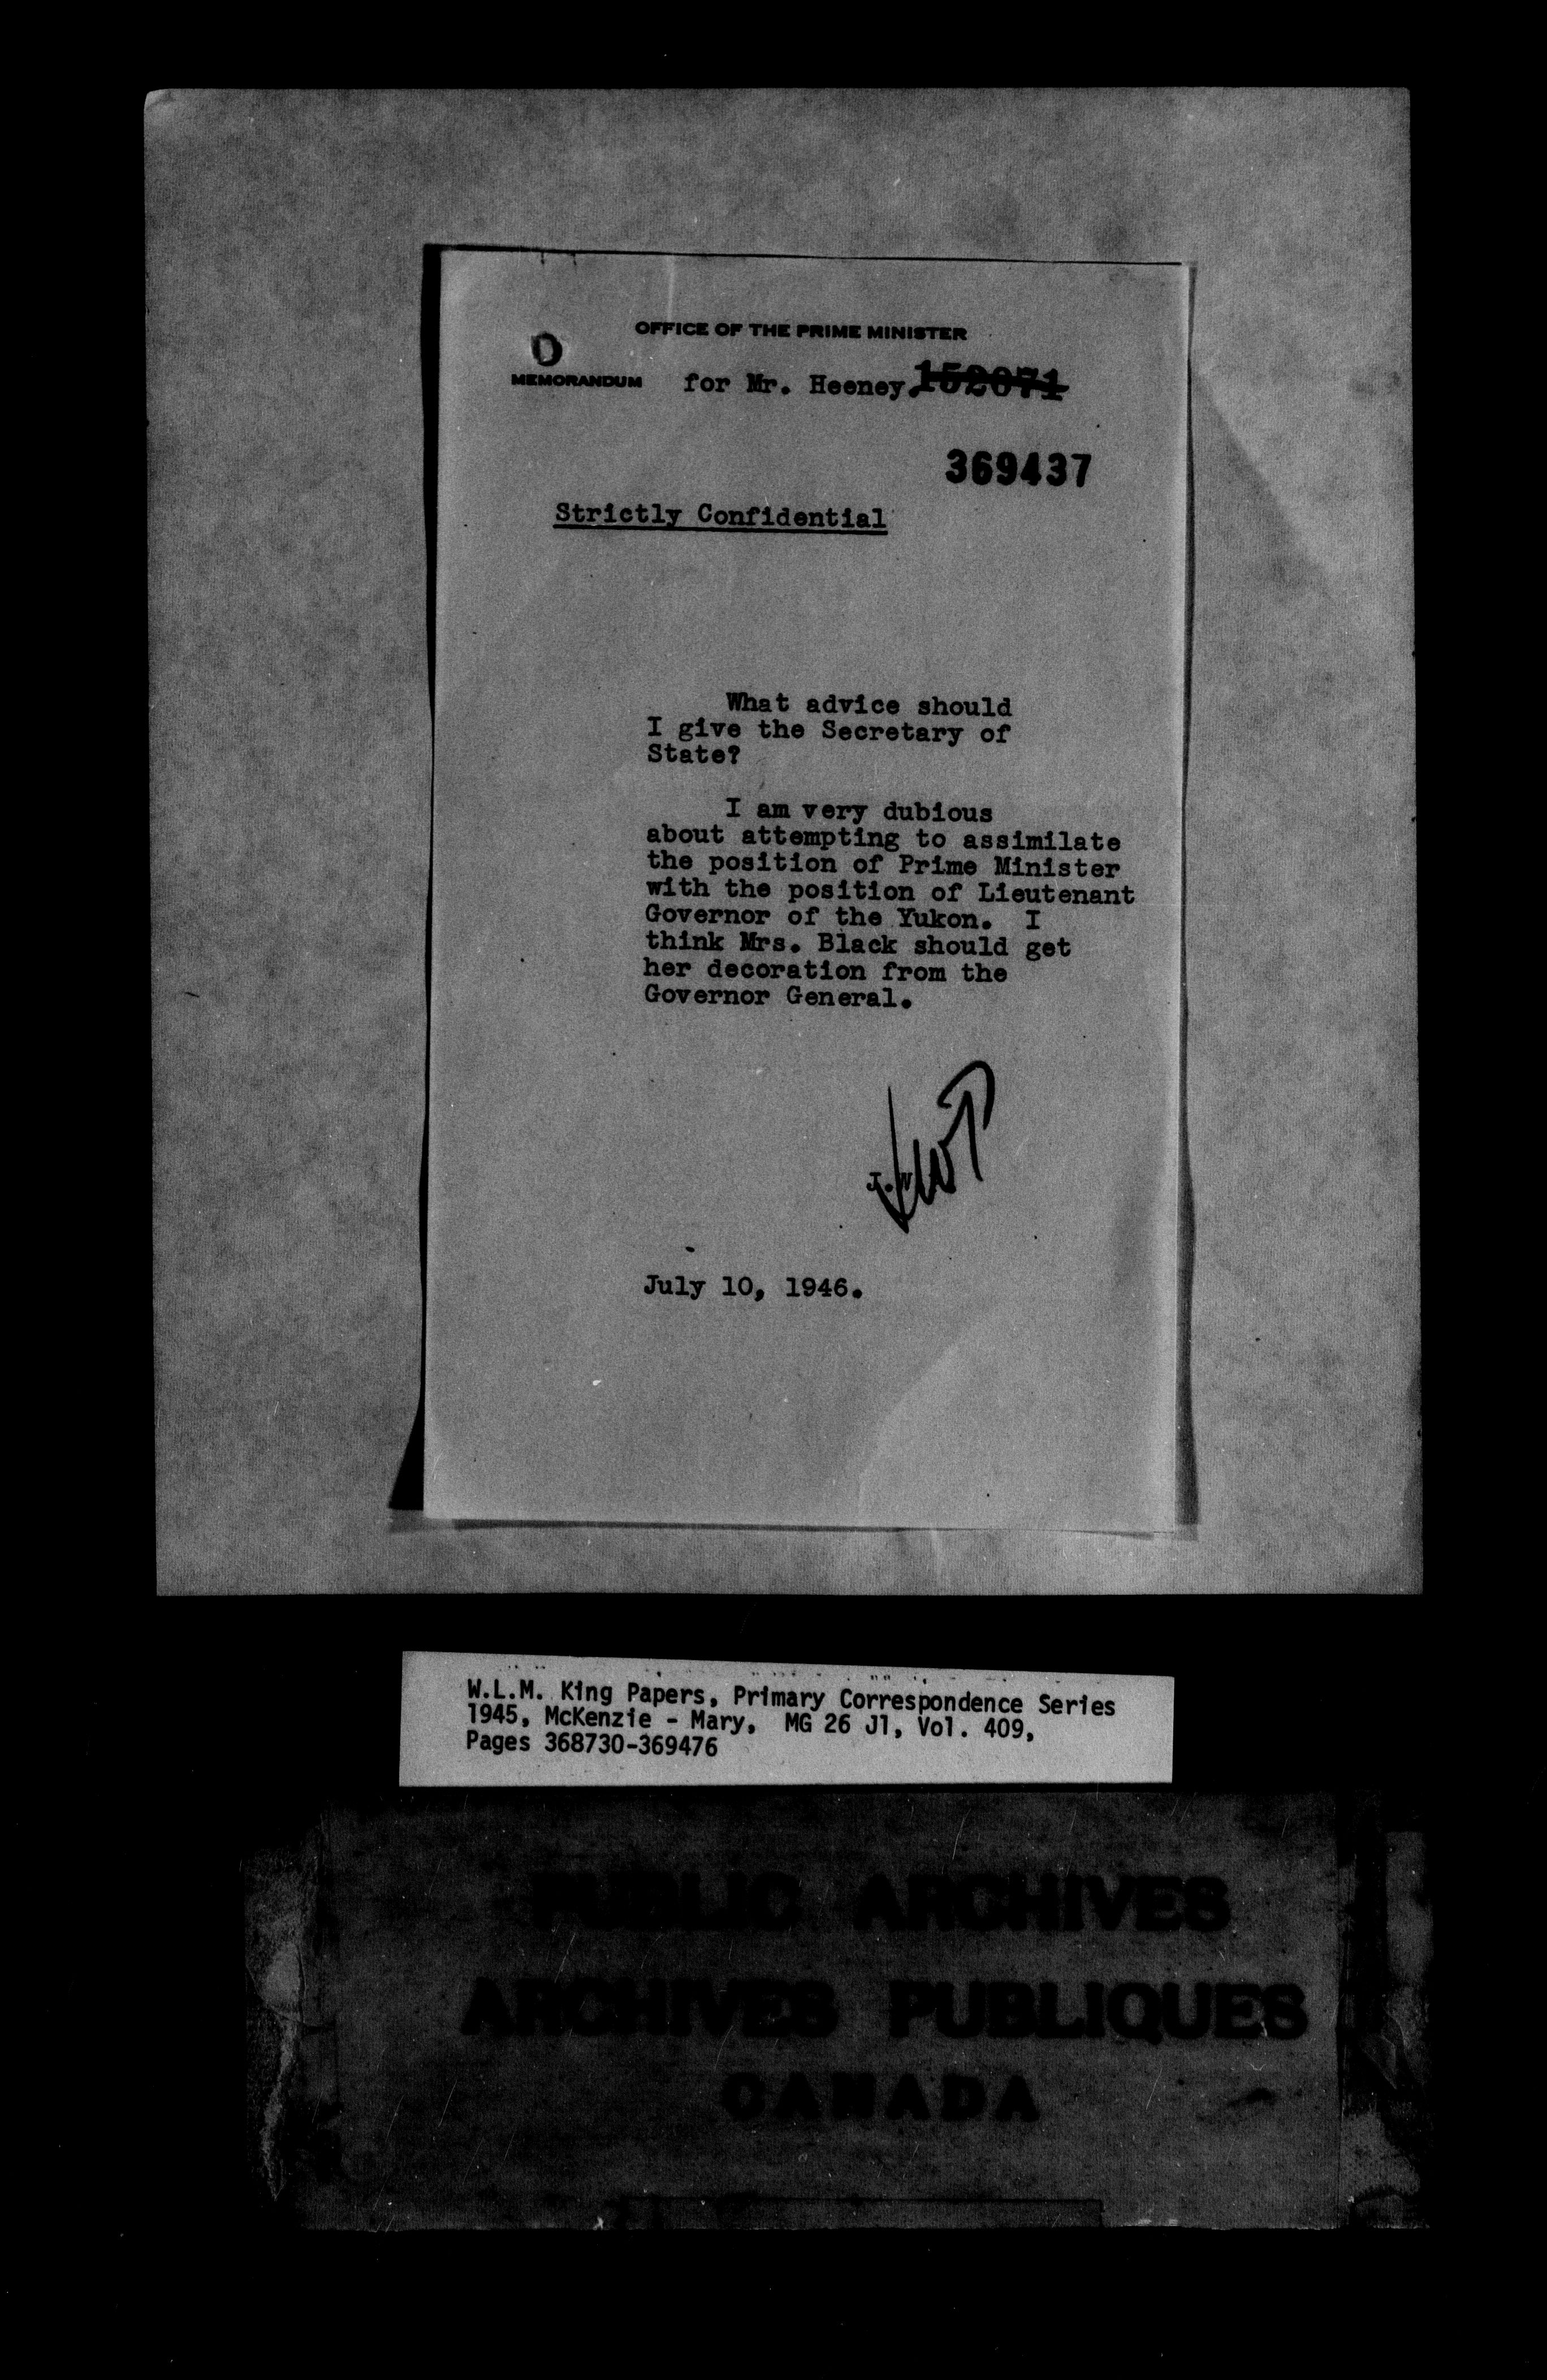 OFFICE OF THE PRIME MINISTER
MEMORANDUM for Mr. Heeney. 152071
369437
Strictly Confidential
What advice should
I give the Secretary of
State?
I am very dubious
about attempting to assimilate
the position of Prime Minister
with the position of Lieutenant
Governor of the Yukon. I
think Mrs. Black should get
her decoration from the
Governor General.
J.W.
July 10, 1946.
W.L.M. King Papers, Primary Correspondence Series
1945, McKenzie - Mary, MG 26 J1, Vol. 409,
Pages 368730-369476
PUBLIC ARCHIVES
ARCHIVES PUBLIQUES
CANADA